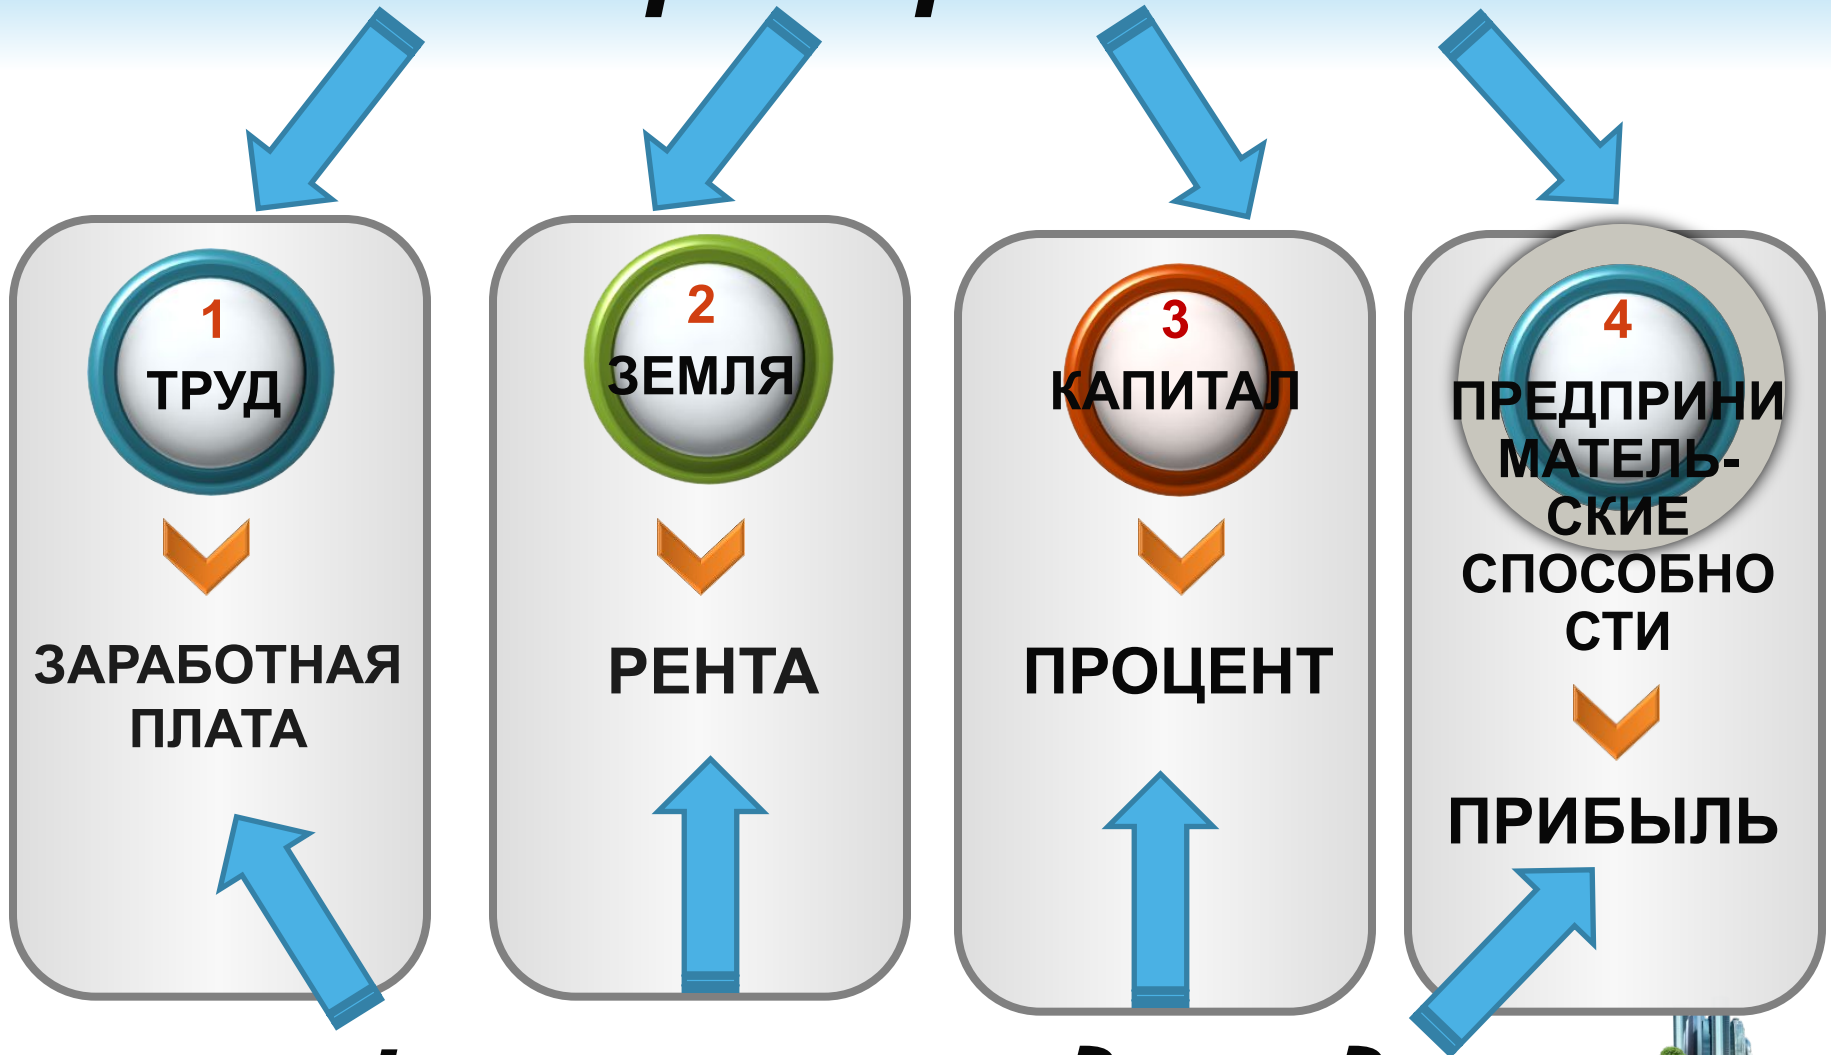 1
ТРУД
ЗАРАБОТНАЯ
ПЛАТА
2
ЗЕМЛЯ
РЕНТА
3
КАПИТАЛ
ПРОЦЕНТ
4
ПРЕДПРИНИ
МАТЕЛЬ-
СКИЕ
СПОСОБНО
СТИ
ПРИБЫЛЬ